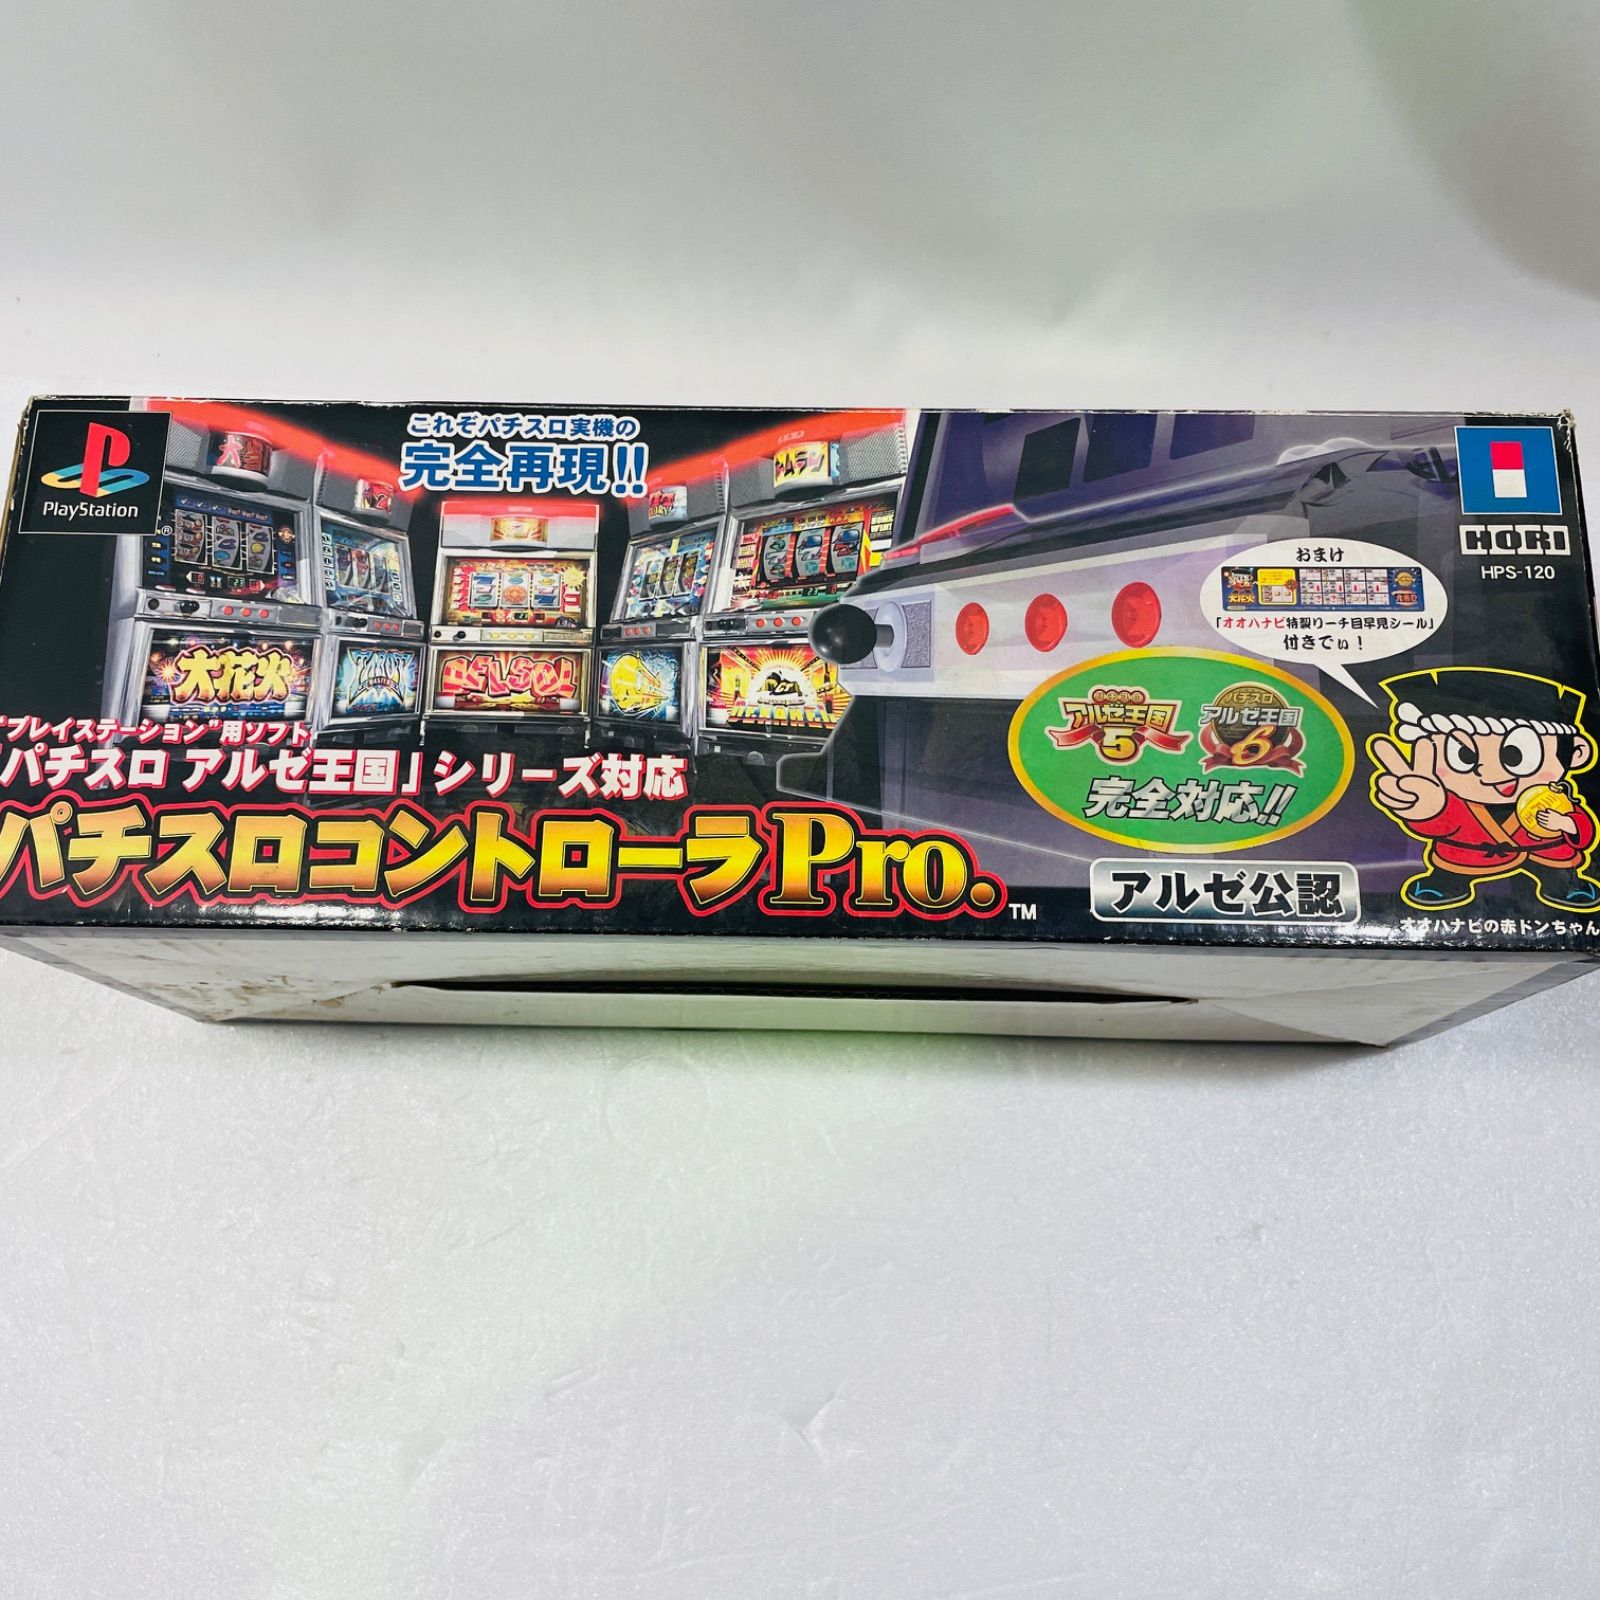 PlayStation
®
これぞパチスロ実機の
完全再現!!
大花火
"プレイステーション"用ソフト
「パチスロ アルゼ王国」シリーズ対応
パチスロコントローラPro.
TM
HORI
HPS-120
おまけ
「オオハナビ特製リーチ目早見シール」
付きでぃ！
アルゼ王国
5
パチスロ
アルゼ王国
6
完全対応!!
アルゼ公認
オオハナビの赤ドンちゃん